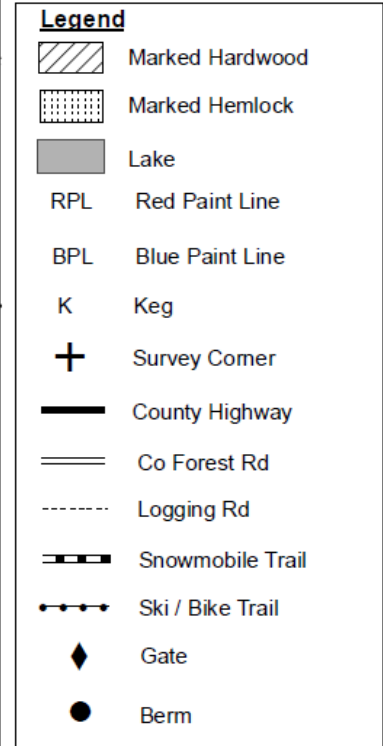 Legend
Marked Hardwood
Marked Hemlock
Lake
RPL Red Paint Line
BPL Blue Paint Line
K Keg
Survey Corner
County Highway
Co Forest Rd
Logging Rd
Snowmobile Trail
Ski / Bike Trail
Gate
Berm